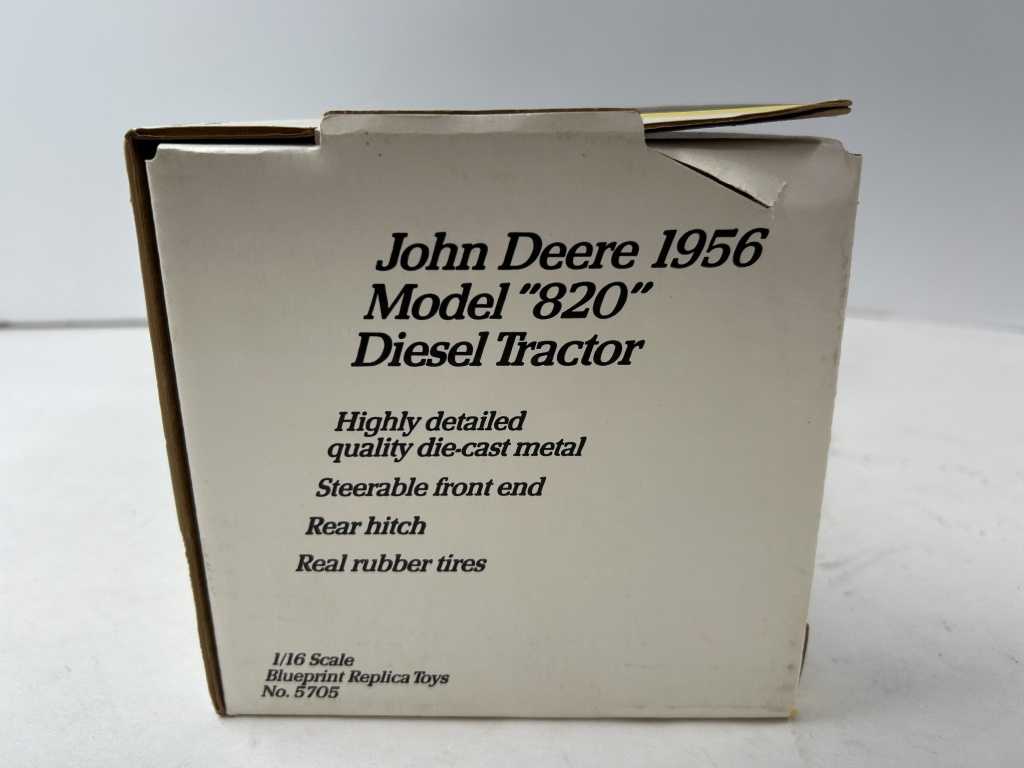 John Deere 1956
Model "820"
Diesel Tractor
Highly detailed
quality die-cast metal
Steerable front end
Rear hitch
Real rubber tires
1/16 Scale
Blueprint Replica Toys
No. 5705